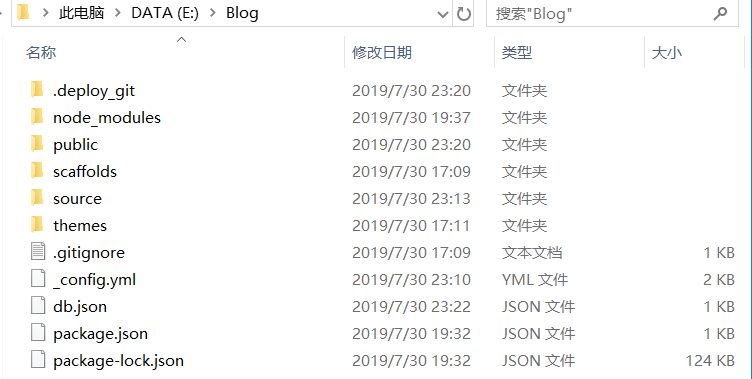 此电脑 DATA (E:) Blog 搜索"Blog"
名称 修改日期 类型 大小
.deploy_git 2019/7/30 23:20 文件夹
node_modules 2019/7/30 19:37 文件夹
public 2019/7/30 23:20 文件夹
scaffolds 2019/7/30 17:09 文件夹
source 2019/7/30 23:13 文件夹
themes 2019/7/30 17:11 文件夹
.gitignore 2019/7/30 17:09 文本文档 1 KB
_config.yml 2019/7/30 23:10 YML 文件 2 KB
db.json 2019/7/30 23:22 JSON 文件 1 KB
package.json 2019/7/30 19:32 JSON 文件 1 KB
package-lock.json 2019/7/30 19:32 JSON 文件 124 KB